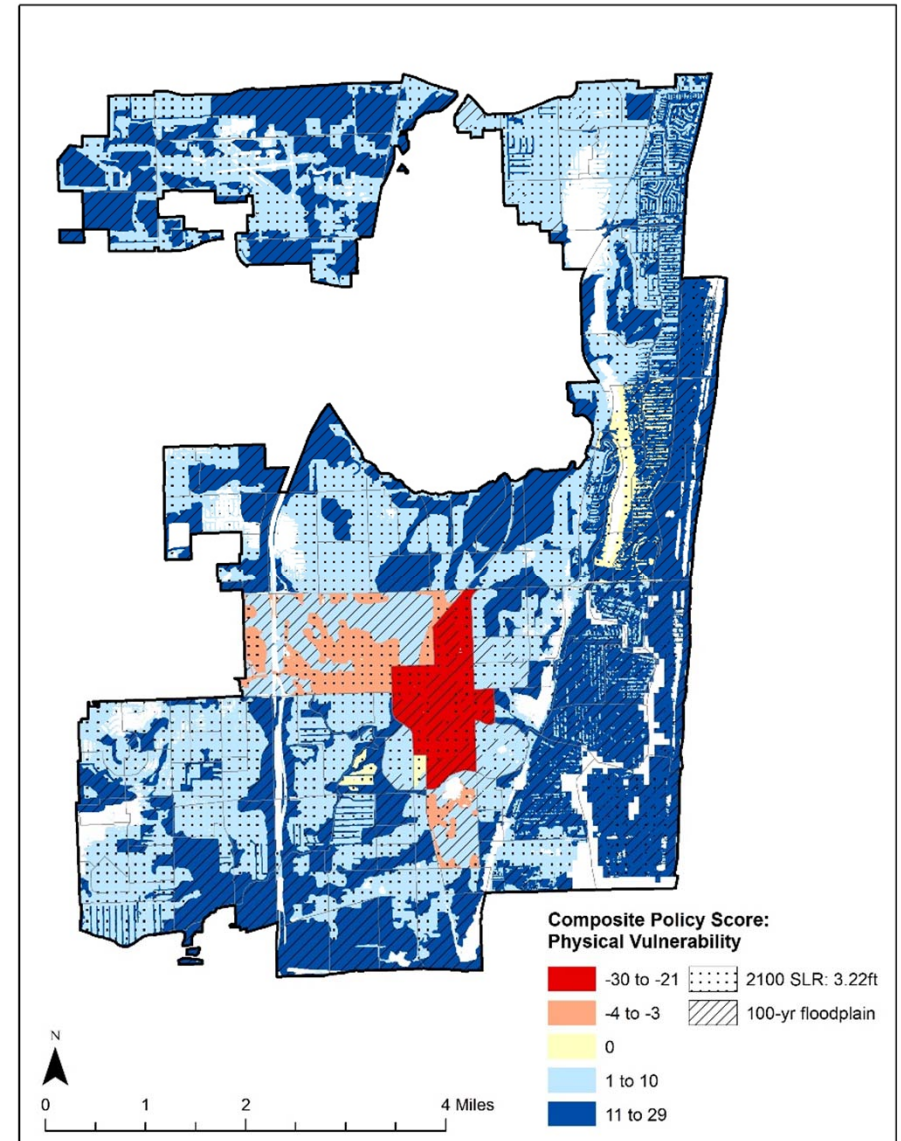 Composite Policy Score:
Physical Vulnerability
-30 to -21
2100 SLR: 3.22ft
-4 to -3
100-yr floodplain
0
1 to 10
11 to 29
N
0 1 2 4 Miles